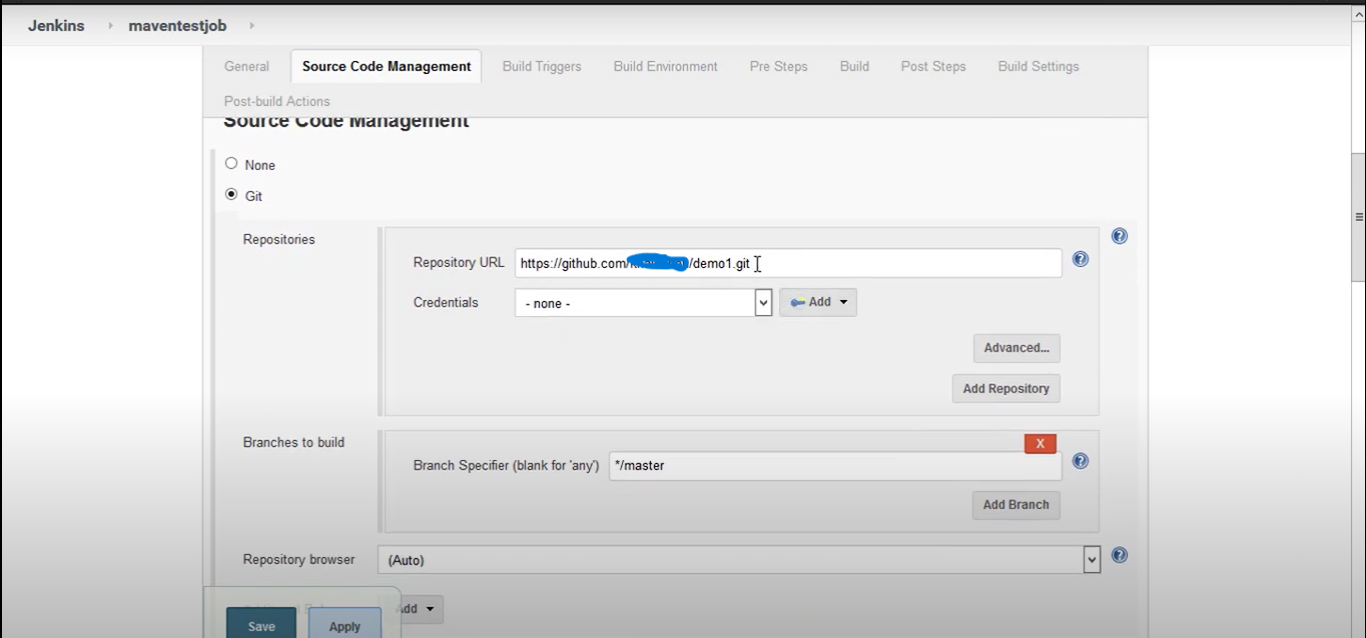 Jenkins maventestjob
General Source Code Management Build Triggers Build Environment Pre Steps Build Post Steps Build Settings
Post-build Actions
Source Code Management
None
Git
Repositories
Repository URL https://github.com/ /demo1.git
Credentials - none - Add
Advanced...
Add Repository
Branches to build
X
Branch Specifier (blank for 'any') */master
Add Branch
Repository browser (Auto)
Add
Save Apply